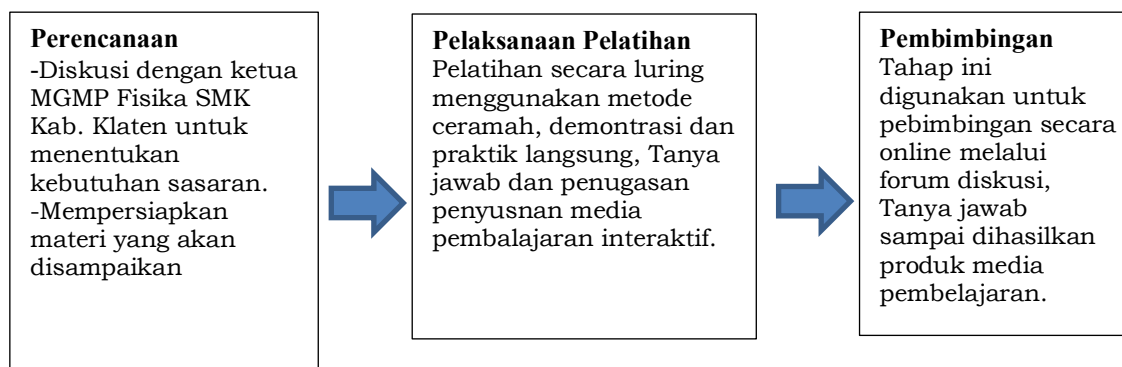 Perencanaan
-Diskusi dengan ketua
MGMP Fisika SMK
Kab. Klaten untuk
menentukan
kebutuhan sasaran.
-Mempersiapkan
materi yang akan
disampaikan
Pelaksanaan Pelatihan
Pelatihan secara luring
menggunakan metode
ceramah, demontrasi dan
praktik langsung, Tanya
jawab dan penugasan
penyusnan media
pembalajaran interaktif.
Pembimbingan
Tahap ini
digunakan untuk
pebimbingan secara
online melalui
forum diskusi,
Tanya jawab
sampai dihasilkan
produk media
pembelajaran.